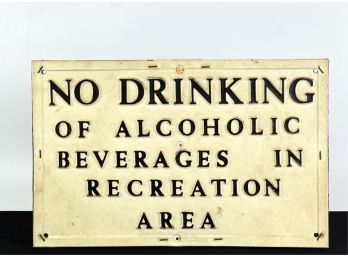 NO DRINKING
OF ALCOHOLIC
BEVERAGES IN
RECREATION
AREA